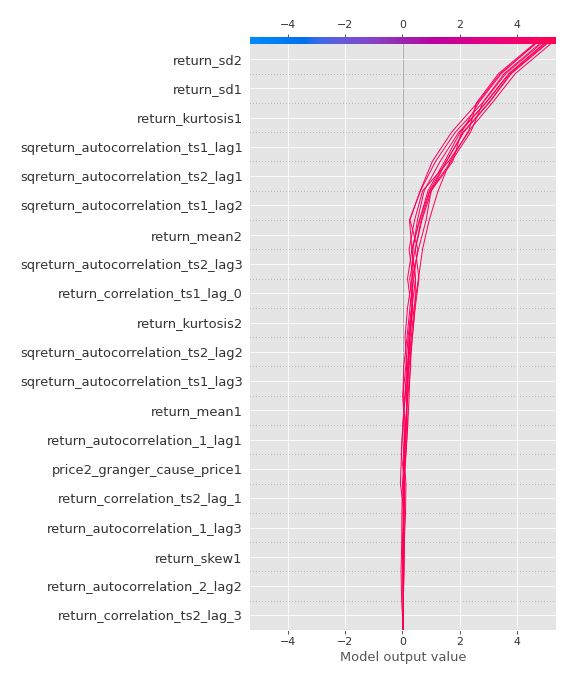 −4 −2 0 2 4
return_sd2
return_sd1
return_kurtosis1
sqreturn_autocorrelation_ts1_lag1
sqreturn_autocorrelation_ts2_lag1
sqreturn_autocorrelation_ts1_lag2
return_mean2
sqreturn_autocorrelation_ts2_lag3
return_correlation_ts1_lag_0
return_kurtosis2
sqreturn_autocorrelation_ts2_lag2
sqreturn_autocorrelation_ts1_lag3
return_mean1
return_autocorrelation_1_lag1
price2_granger_cause_price1
return_correlation_ts2_lag_1
return_autocorrelation_1_lag3
return_skew1
return_autocorrelation_2_lag2
return_correlation_ts2_lag_3
−4 −2 0 2 4
Model output value